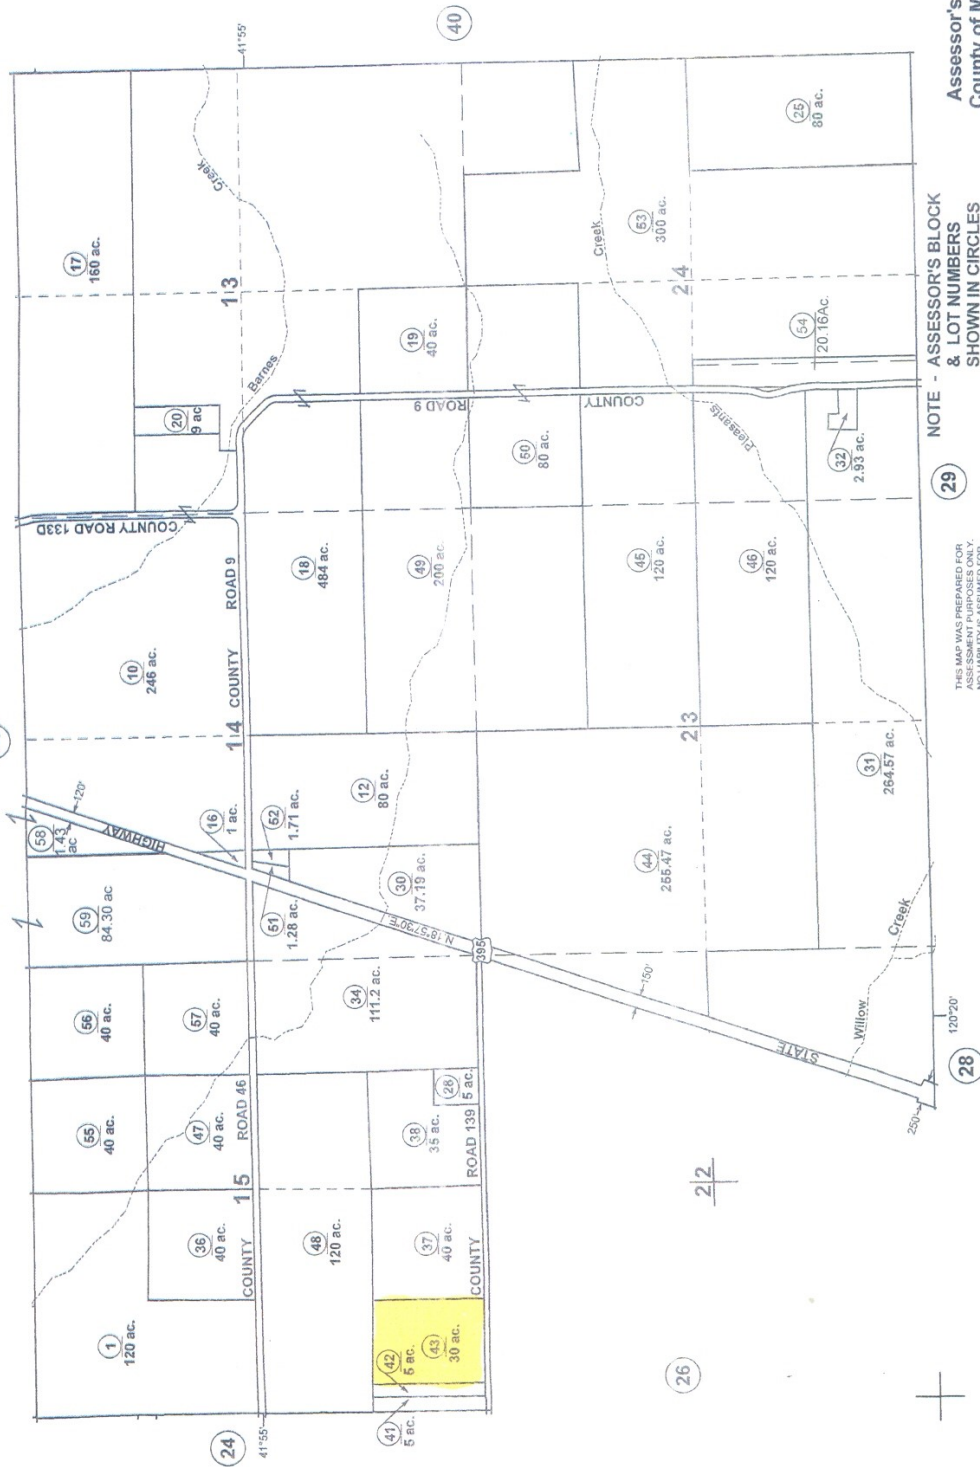 40
41°55'
17
160 ac.
Creek
13
20
9 ac
Barnes
19
40 ac.
53
300 ac.
Creek
24
25
80 ac.
54
20.16Ac.
COUNTY ROAD 133D
10
246 ac.
COUNTY ROAD 9
14
18
484 ac.
49
200 ac.
50
80 ac.
COUNTY
ROAD 9
45
120 ac.
46
120 ac.
Pleasants
32
2.93 ac.
58
1.43
ac
120'
HIGHWAY
16
1 ac.
52
1.71 ac.
51
1.28 ac.
12
80 ac.
30
37.19 ac.
N 18°57'30"E
395
23
44
255.47 ac.
31
264.57 ac.
Creek
Willow
150'
STATE
250'
59
84.30 ac
56
40 ac.
57
40 ac.
34
111.2 ac.
55
40 ac.
47
40 ac.
COUNTY ROAD 46
15
28
5 ac.
38
35 ac.
COUNTY ROAD 139
36
40 ac.
48
120 ac.
37
40 ac.
22
1
120 ac.
42
5 ac.
43
30 ac.
41
5 ac.
24
41°55'
26
120°20'
28
29
NOTE - ASSESSOR'S BLOCK
& LOT NUMBERS
SHOWN IN CIRCLES
THIS MAP WAS PREPARED FOR
ASSESSMENT PURPOSES ONLY.
Assessor's
County of